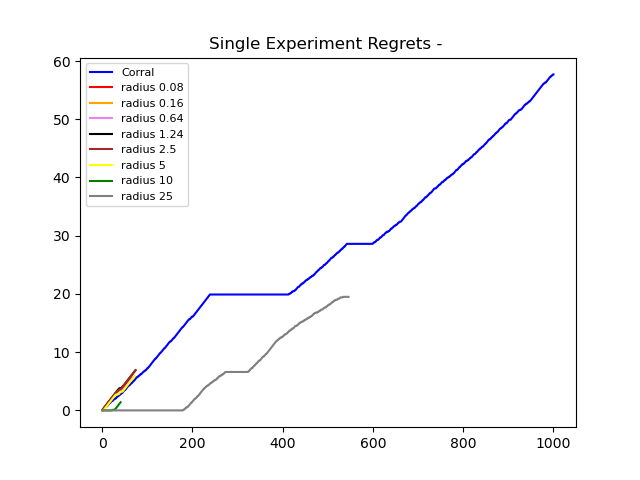 Single Experiment Regrets -
Corral
radius 0.08
radius 0.16
radius 0.64
radius 1.24
radius 2.5
radius 5
radius 10
radius 25
60
50
40
30
20
10
0
0 200 400 600 800 1000